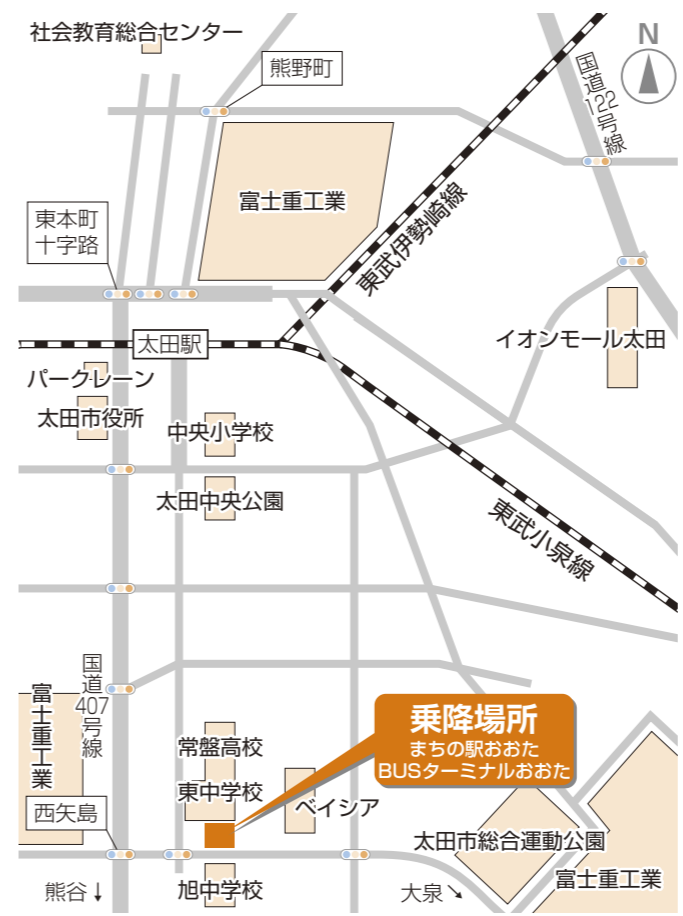 社会教育総合センター
N
熊野町
国道122号線
富士重工業
東武伊勢崎線
東本町
十字路
太田駅
イオンモール太田
パークレーン
太田市役所
中央小学校
太田中央公園
東武小泉線
国道407号線
富士重工業
乗降場所
まちの駅おおた
BUSターミナルおおた
常盤高校
東中学校
ベイシア
西矢島
太田市総合運動公園
富士重工業
旭中学校
熊谷↓
大泉↘